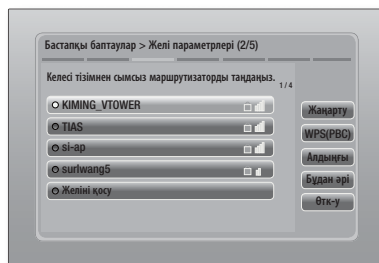 Бастапқы баптаулар > Желі параметрлері (2/5)
Келесі тізімнен сымсыз маршрутизаторды таңдаңыз.
1/4
KIMING_VTOWER
TIAS
si-ap
surlwang5
Желіні қосу
Жаңарту
WPS(PBC)
Алдыңғы
Бұдан әрі
Өтк-у